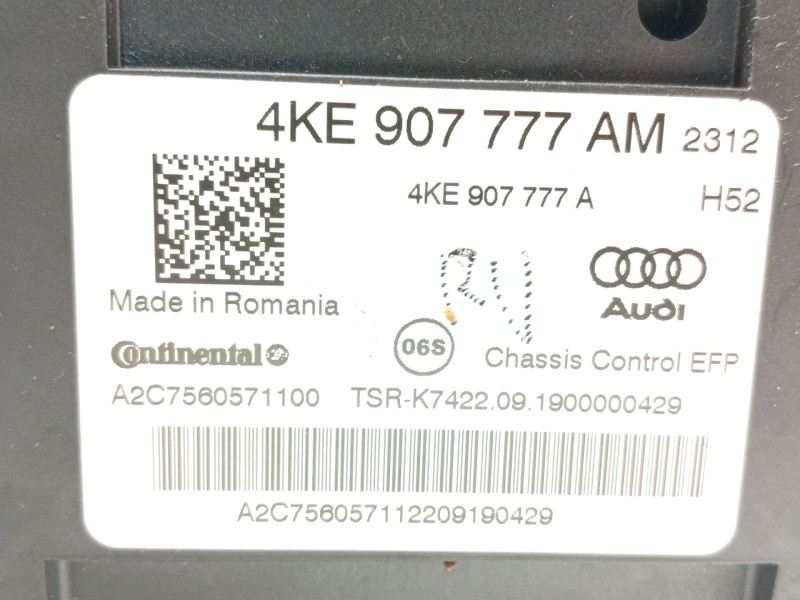 4KE 907 777 AM 2312
4KE 907 777 A H52
Made in Romania
Audi
Continental
06S
Chassis Control EFP
A2C7560571100 TSR-K7422.09.1900000429
A2C756057112209190429